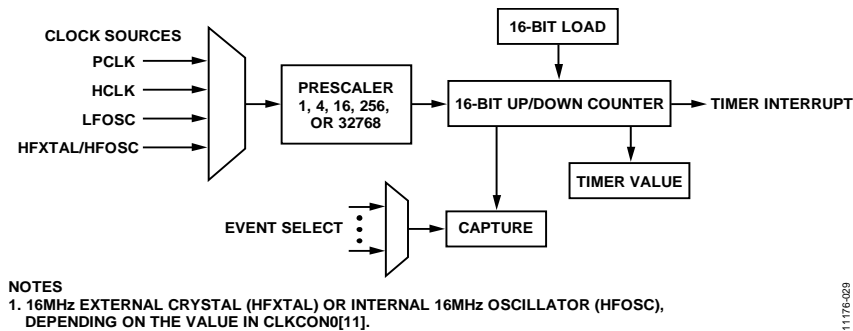 CLOCK SOURCES
PCLK
HCLK
LFOSC
HFXTAL/HFOSC
PRESCALER
1, 4, 16, 256,
OR 32768
16-BIT LOAD
16-BIT UP/DOWN COUNTER
TIMER INTERRUPT
TIMER VALUE
EVENT SELECT
CAPTURE
NOTES
1. 16MHz EXTERNAL CRYSTAL (HFXTAL) OR INTERNAL 16MHz OSCILLATOR (HFOSC),
DEPENDING ON THE VALUE IN CLKCON0[11].
11176-029